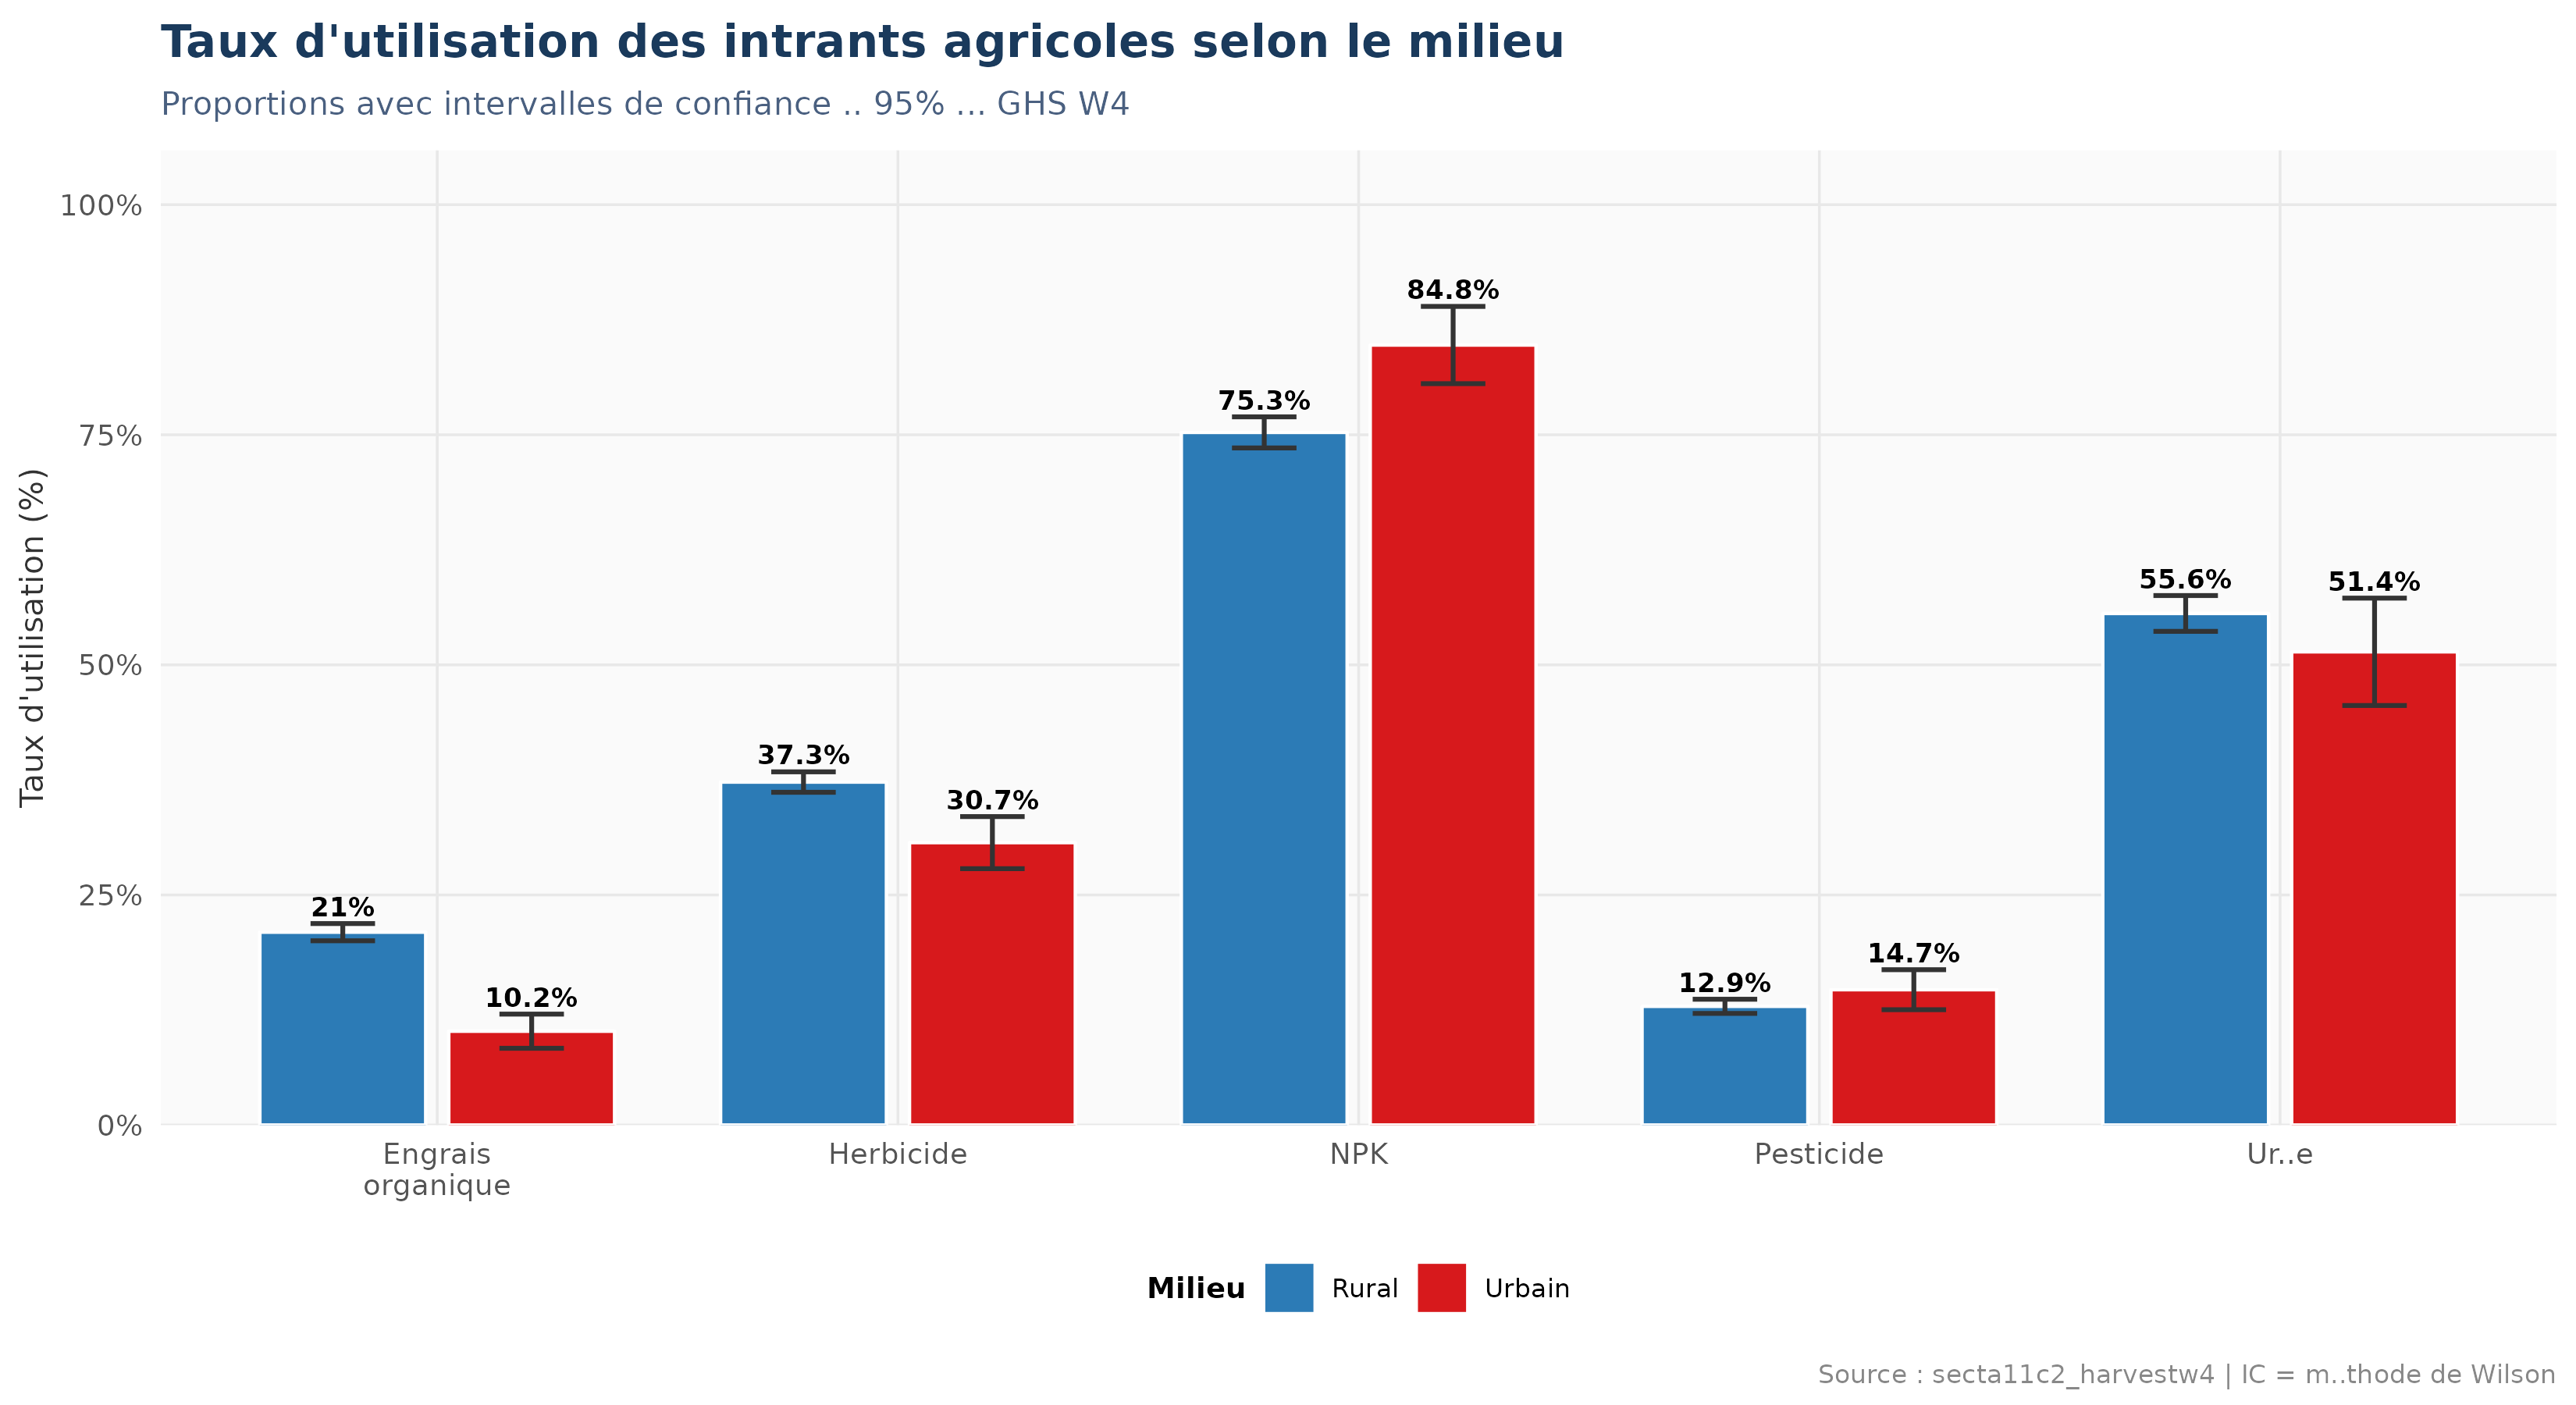 Taux d'utilisation des intrants agricoles selon le milieu
Proportions avec intervalles de confiance .. 95% ... GHS W4
Taux d'utilisation (%)
100%
75%
50%
25%
0%
21%
10.2%
37.3%
30.7%
75.3%
84.8%
12.9%
14.7%
55.6%
51.4%
Engrais
organique
Herbicide
NPK
Pesticide
Ur..e
Milieu Rural Urbain
Source : secta11c2_harvestw4 | IC = m..thode de Wilson